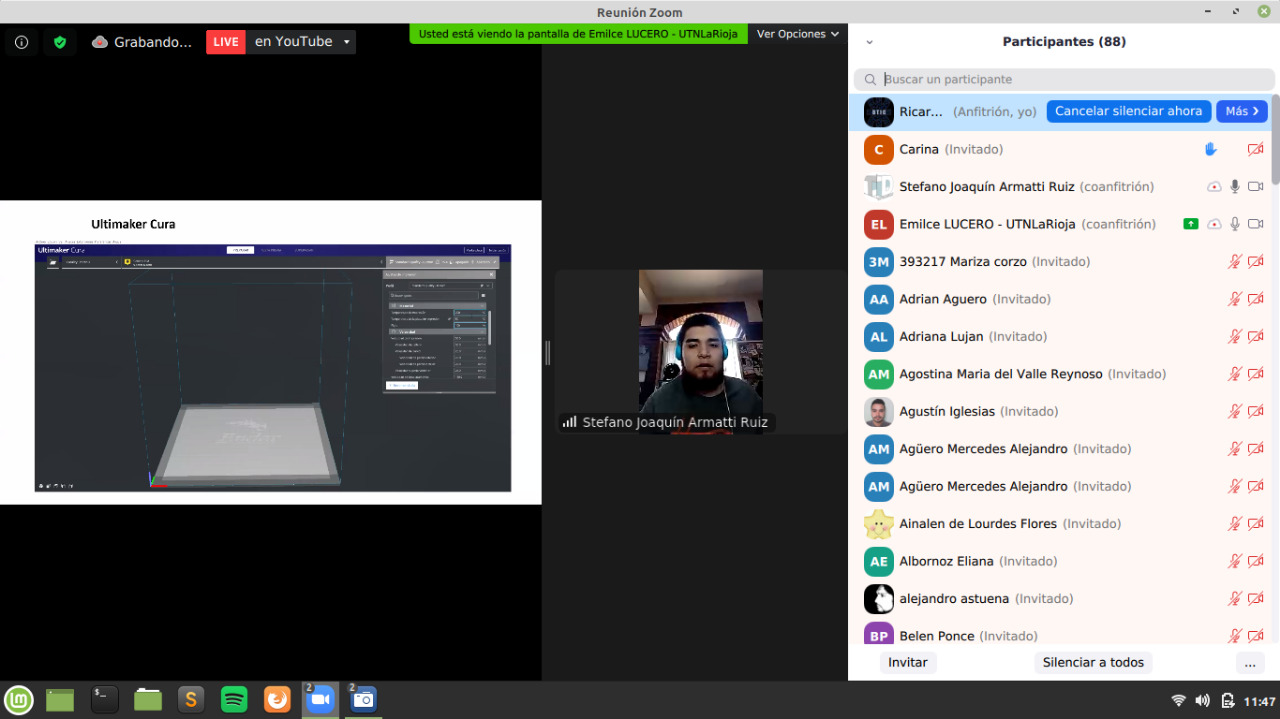 Reunión Zoom
Grabando...
LIVE
en YouTube
Usted está viendo la pantalla de Emilce LUCERO - UTNLaRioja
Ver Opciones
Ultimaker Cura
Ultimaker Cura
Stefano Joaquín Armatti Ruiz
Participantes (88)
Buscar un participante
Ricar... (Anfitrión, yo) Cancelar silenciar ahora Más
C Carina (Invitado)
Stefano Joaquín Armatti Ruiz (coanfitrión)
EL Emilce LUCERO - UTNLaRioja (coanfitrión)
3M 393217 Mariza corzo (Invitado)
AA Adrian Aguero (Invitado)
AL Adriana Lujan (Invitado)
AM Agostina Maria del Valle Reynoso (Invitado)
Agustín Iglesias (Invitado)
AM Agüero Mercedes Alejandro (Invitado)
AM Agüero Mercedes Alejandro (Invitado)
Ainalen de Lourdes Flores (Invitado)
AE Albornoz Eliana (Invitado)
alejandro astuena (Invitado)
BP Belen Ponce (Invitado)
Invitar
Silenciar a todos
...
$_
S
2
2
11:47